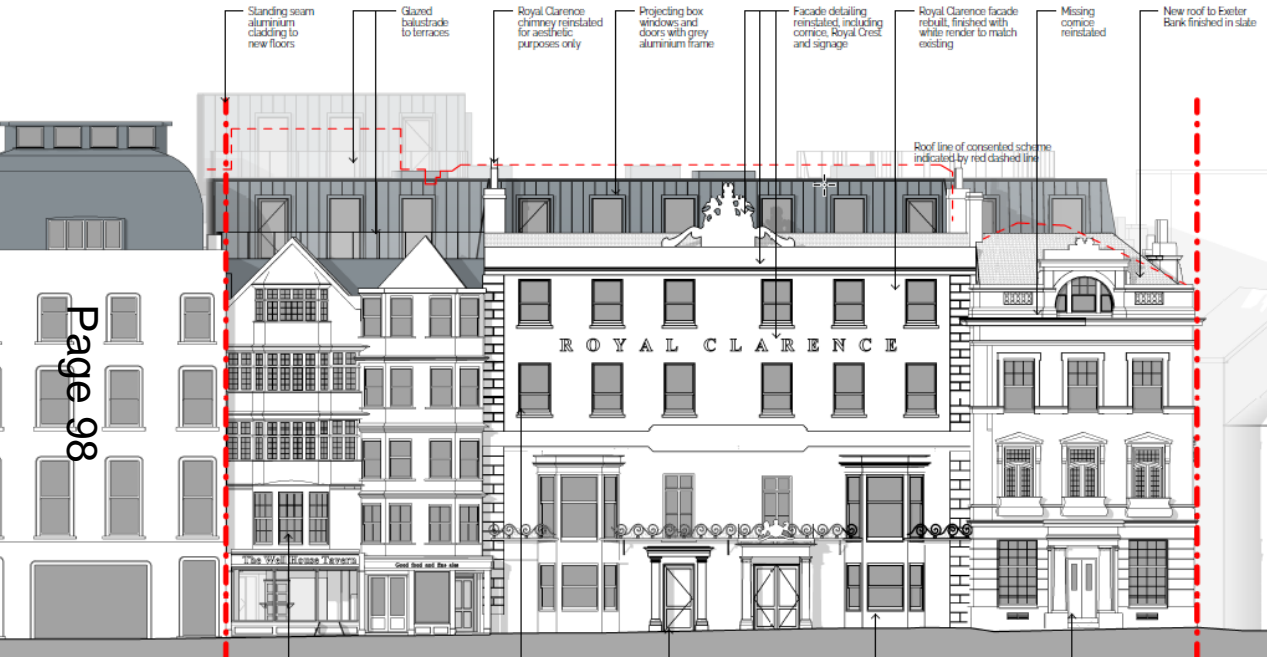 Standing seam
aluminium
cladding to
new floors
Glazed
balustrade
to terraces
Royal Clarence
chimney reinstated
for aesthetic
purposes only
Projecting box
windows and
doors with grey
aluminium frame
Facade detailing
reinstated, including
cornice, Royal Crest
and signage
Royal Clarence facade
rebuilt, finished with
white render to match
existing
Missing
cornice
reinstated
New roof to Exeter
Bank finished in slate
Roof line of consented scheme
indicated by red dashed line
Page 98
ROYAL CLARENCE
The Well House Tavern
Good food and fine ales